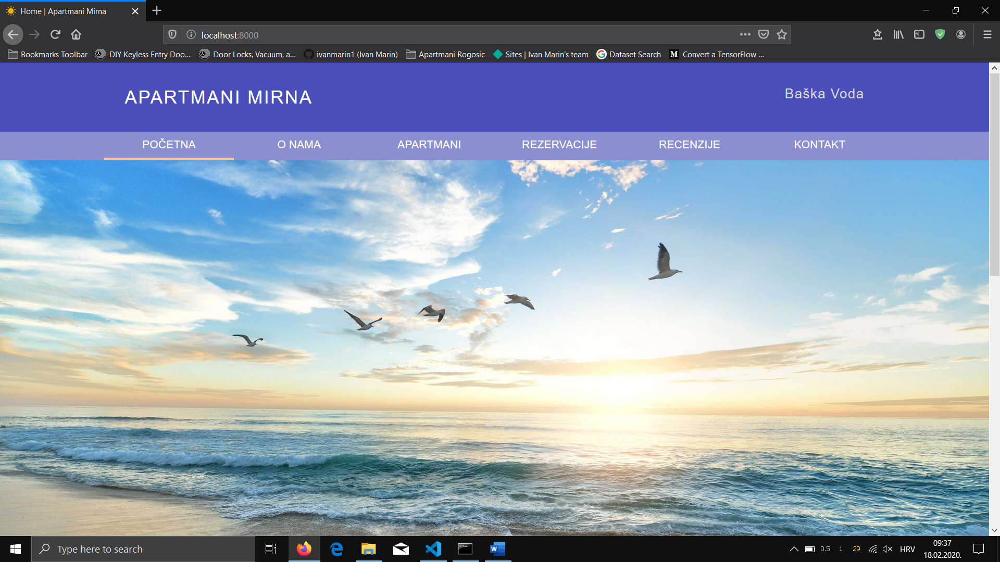 Home | Apartmani Mirna
localhost:8000
Bookmarks Toolbar DIY Keyless Entry Doo... Door Locks, Vacuum, a... ivanmarin1 (Ivan Marin) Apartmani Rogosic Sites | Ivan Marin's team Dataset Search M Convert a TensorFlow ...
APARTMANI MIRNA
Baška Voda
POČETNA O NAMA APARTMANI REZERVACIJE RECENZIJE KONTAKT
Type here to search
0.5 1 29 HRV
09:37
18.02.2020.